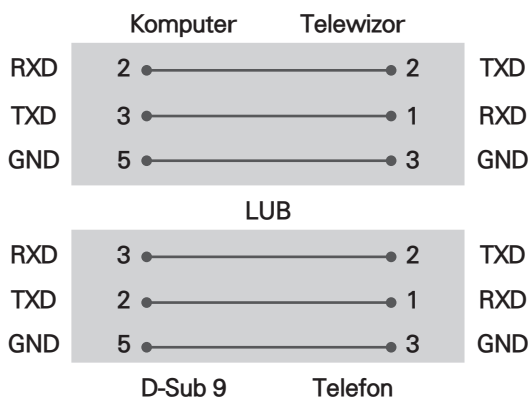 Komputer Telewizor
RXD 2 2 TXD
TXD 3 1 RXD
GND 5 3 GND
LUB
RXD 3 2 TXD
TXD 2 1 RXD
GND 5 3 GND
D-Sub 9 Telefon